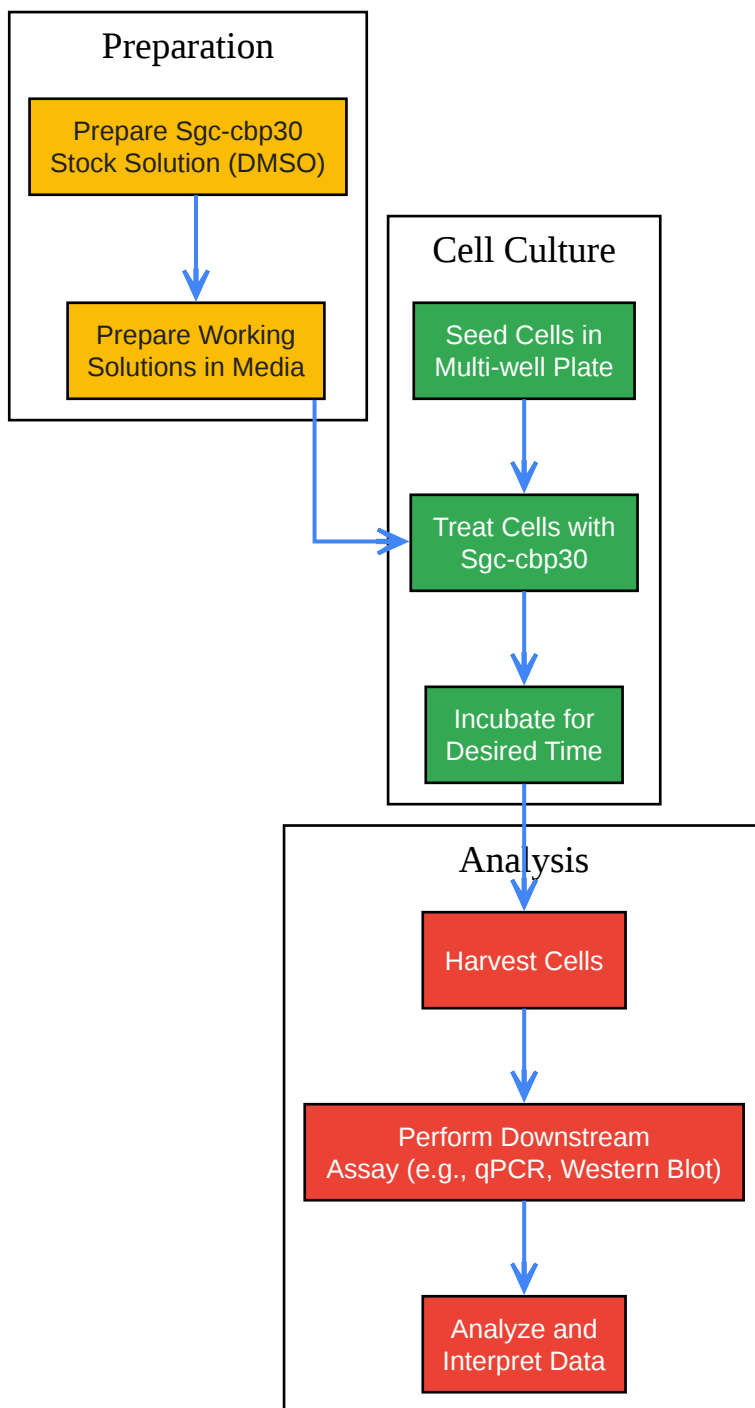 Preparation
Prepare Sgc-cbp30
Stock Solution (DMSO)
Prepare Working
Solutions in Media
Cell Culture
Seed Cells in
Multi-well Plate
Treat Cells with
Sgc-cbp30
Incubate for
Desired Time
Analysis
Harvest Cells
Perform Downstream
Assay (e.g., qPCR, Western Blot)
Analyze and
Interpret Data